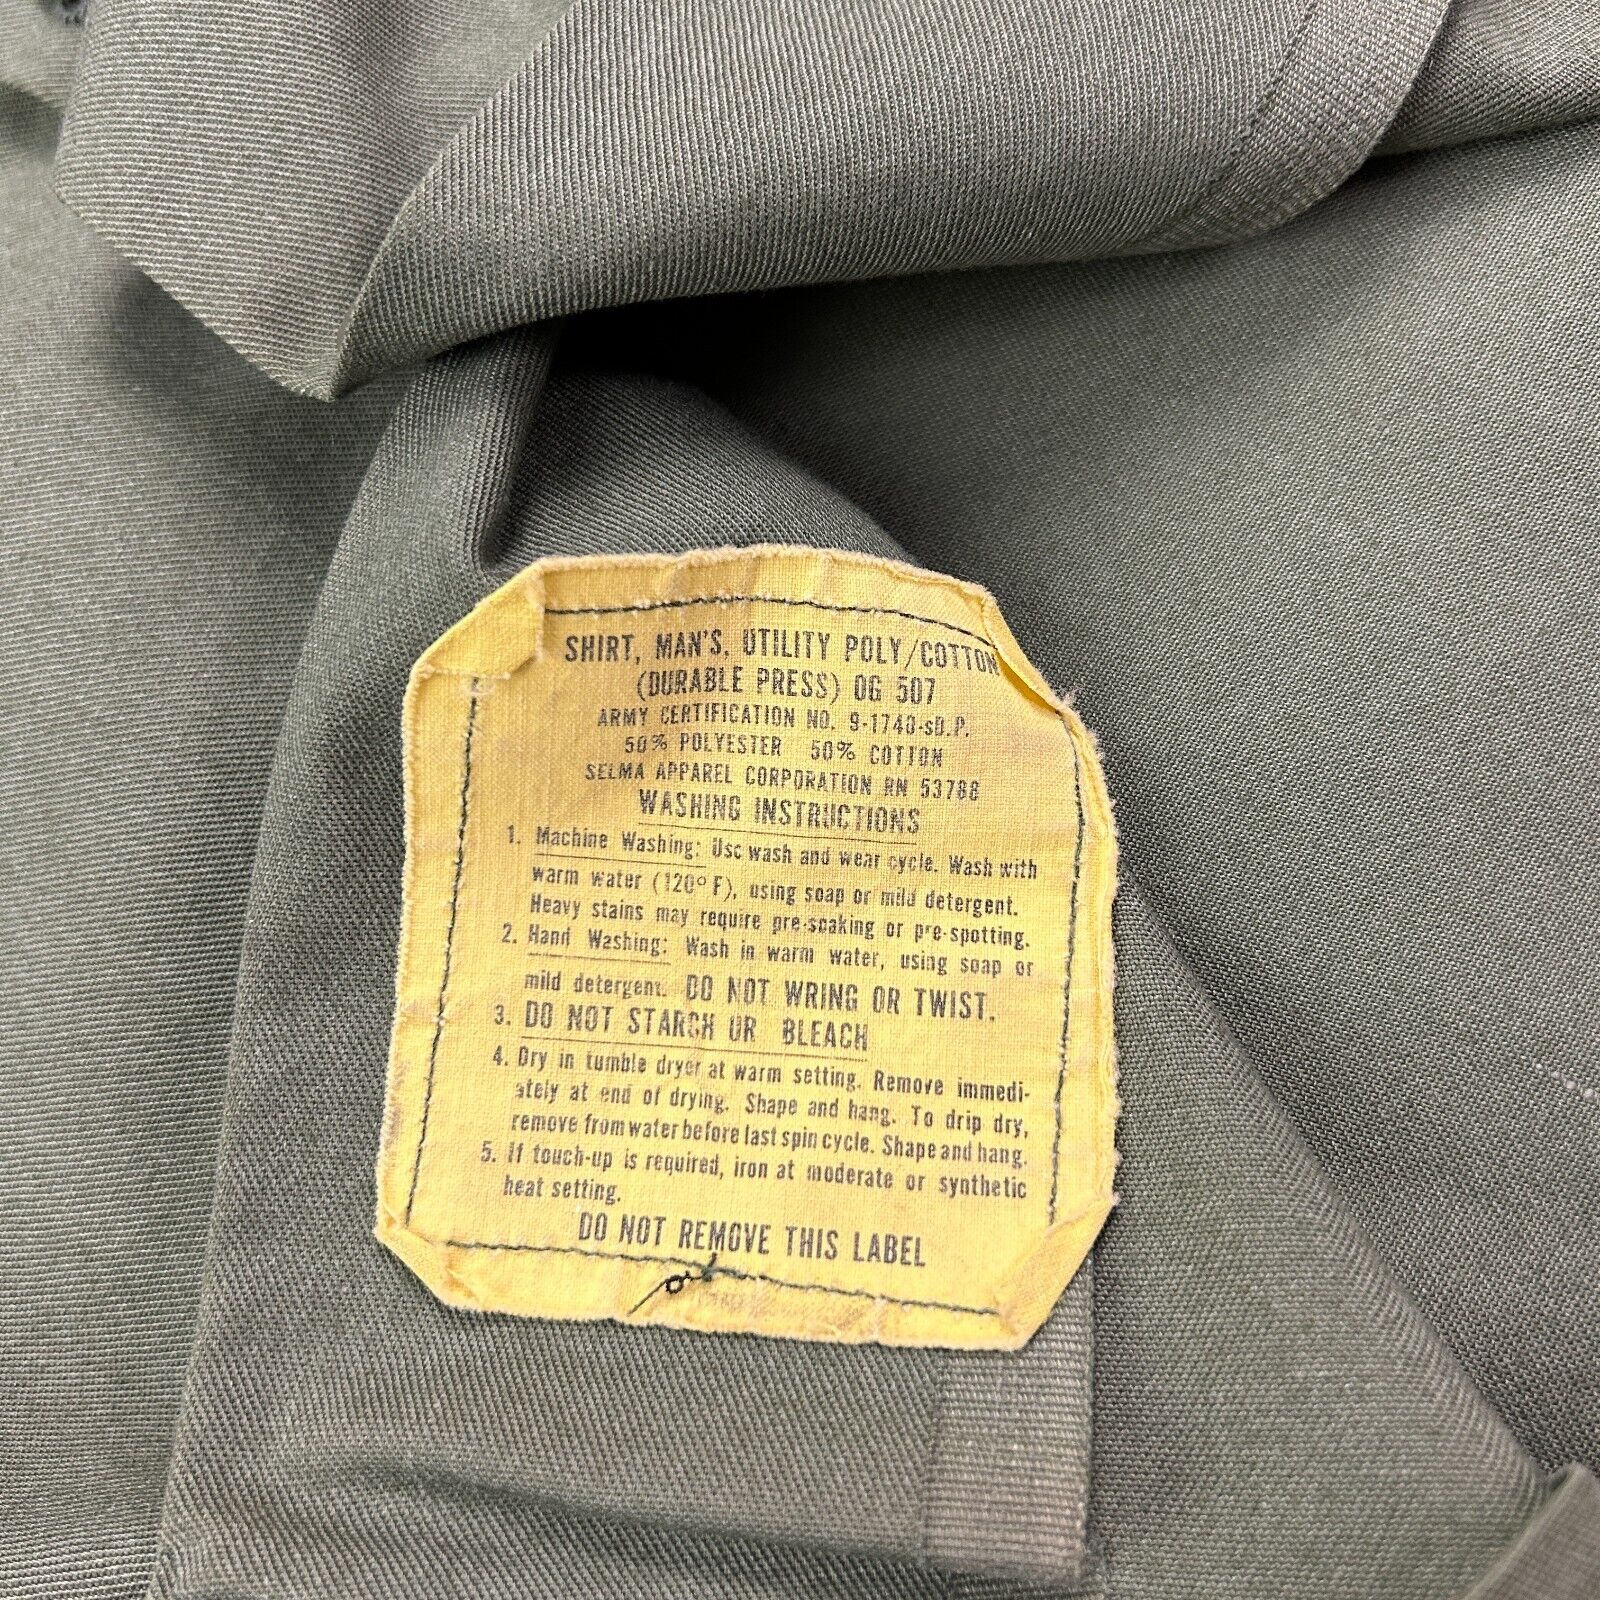 SHIRT, MAN'S, UTILITY POLY/COTTON
(DURABLE PRESS) OG 507
ARMY CERTIFICATION NO. 9-1740-sD.P.
50% POLYESTER 50% COTTON
SELMA APPAREL CORPORATION RN 53788
WASHING INSTRUCTIONS
1. Machine Washing: Use wash and wear cycle. Wash with
warm water (120° F), using soap or mild detergent.
Heavy stains may require pre-soaking or pre-spotting.
2. Hand Washing: Wash in warm water, using soap or
mild detergent. DO NOT WRING OR TWIST.
3. DO NOT STARCH OR BLEACH
4. Dry in tumble dryer at warm setting. Remove immedi-
ately at end of drying. Shape and hang. To drip dry,
remove from water before last spin cycle. Shape and hang.
5. If touch-up is required, iron at moderate or synthetic
heat setting.
DO NOT REMOVE THIS LABEL